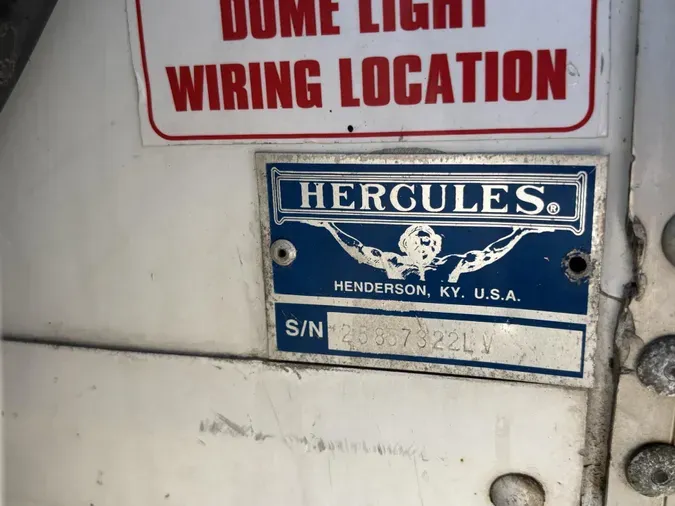 DOME LIGHT
WIRING LOCATION
HERCULES®
HENDERSON, KY. U.S.A.
S/N